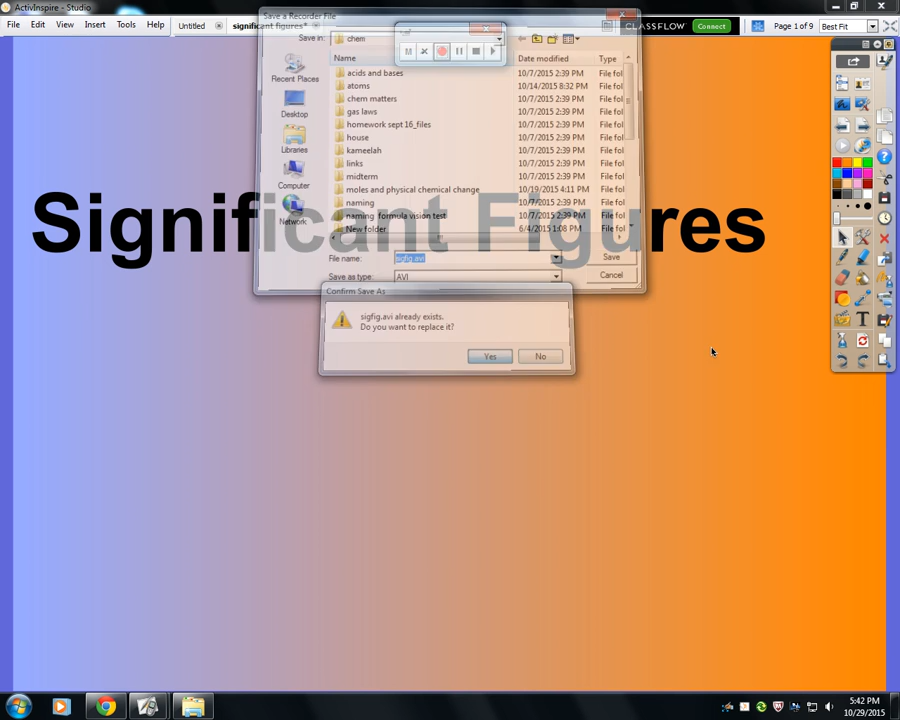 ActivInspire - Studio
File Edit View Insert Tools Help Untitled significant figures* CLASSFLOW Connect Page 1 of 9 Best Fit
Save a Recorder File
Save in: chem
Name Date modified Type
acids and bases 10/7/2015 2:39 PM File fol
atoms 10/14/2015 8:32 PM File fol
chem matters 10/7/2015 2:39 PM File fol
gas laws 10/7/2015 2:39 PM File fol
homework sept 16_files 10/7/2015 2:39 PM File fol
house 10/7/2015 2:39 PM File fol
kameelah 10/7/2015 2:39 PM File fol
links 10/7/2015 2:39 PM File fol
midterm 10/7/2015 2:39 PM File fol
moles and physical chemical change 10/19/2015 4:11 PM File fol
naming 10/7/2015 2:39 PM File fol
naming formula vision test 10/7/2015 2:39 PM File fol
New folder 6/4/2015 1:08 PM File fol
Recent Places
Desktop
Libraries
Computer
Network
File name: sigfig.avi Save
Save as type: AVI Cancel
Significant Figures
Confirm Save As
sigfig.avi already exists.
Do you want to replace it?
Yes No
5:42 PM
10/29/2015